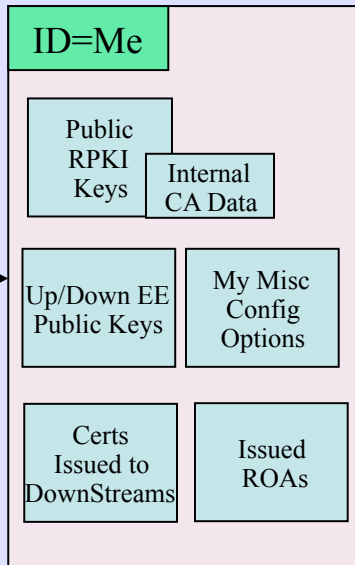 ID=Me
Public
RPKI
Keys
Internal
CA Data
Up/Down EE
Public Keys
My Misc
Config
Options
Certs
Issued to
DownStreams
Issued
ROAs